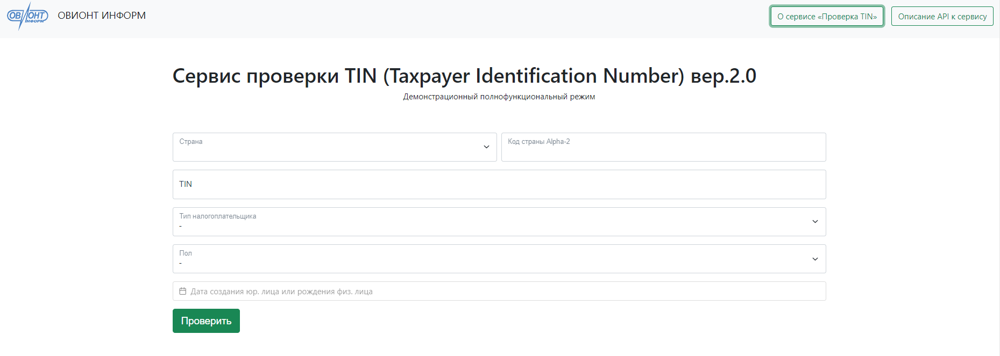 ОВИОНТ ИНФОРМ
ОВИОНТ ИНФОРМ
О сервисе «Проверка TIN»
Описание API к сервису
Сервис проверки TIN (Taxpayer Identification Number) вер.2.0
Демонстрационный полнофункциональный режим
Страна
Код страны Alpha-2
TIN
Тип налогоплательщика
-
Пол
-
Дата создания юр. лица или рождения физ. лица
Проверить